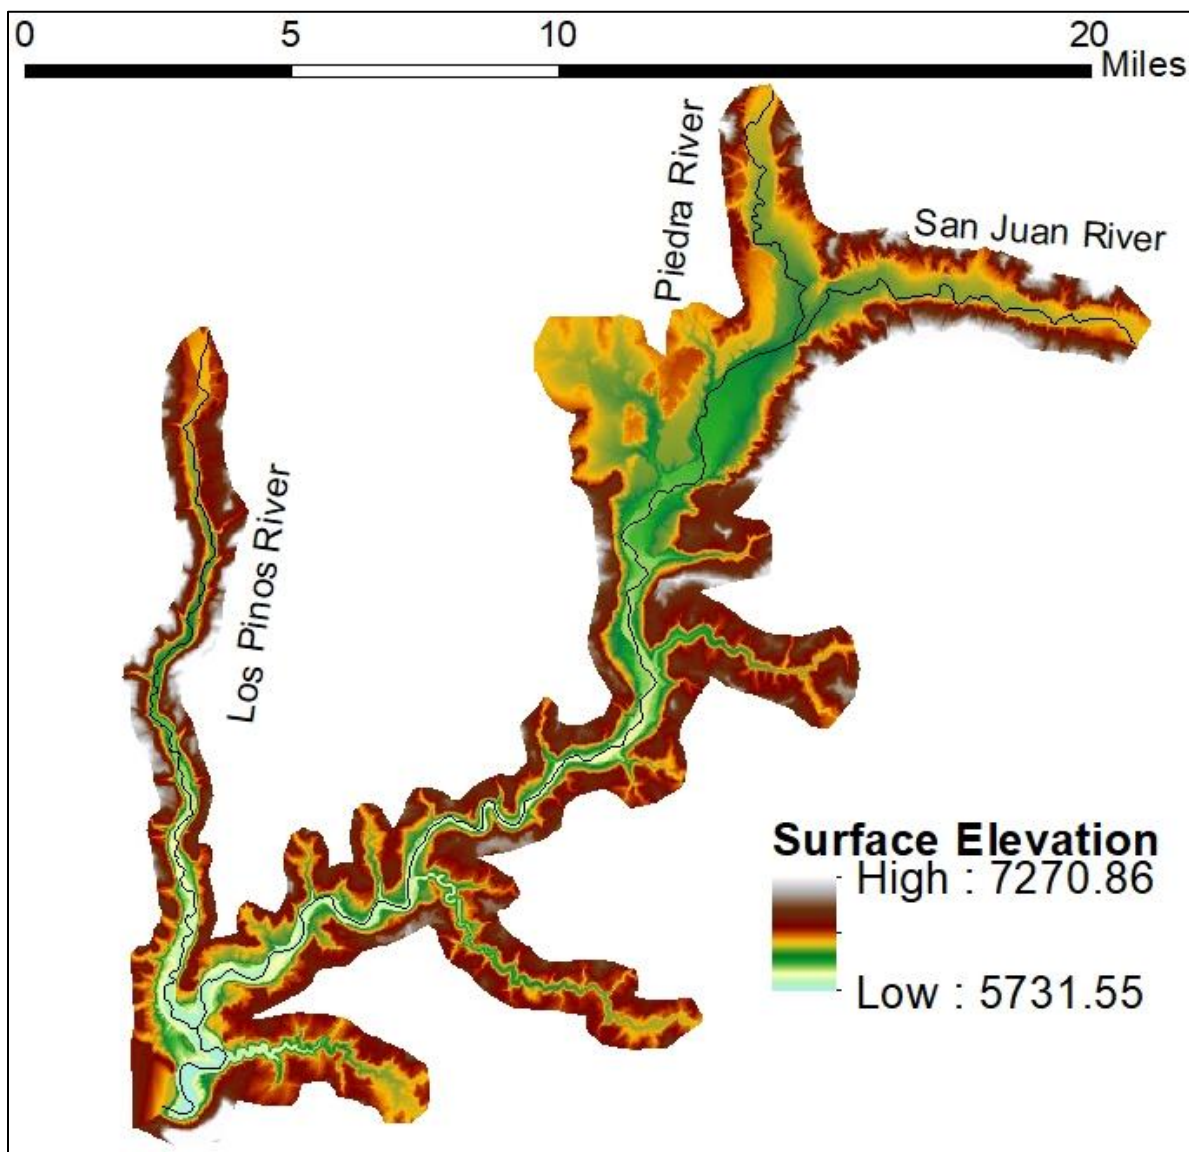 0 5 10 20
Miles
Piedra River
San Juan River
Los Pinos River
Surface Elevation
High : 7270.86
Low : 5731.55